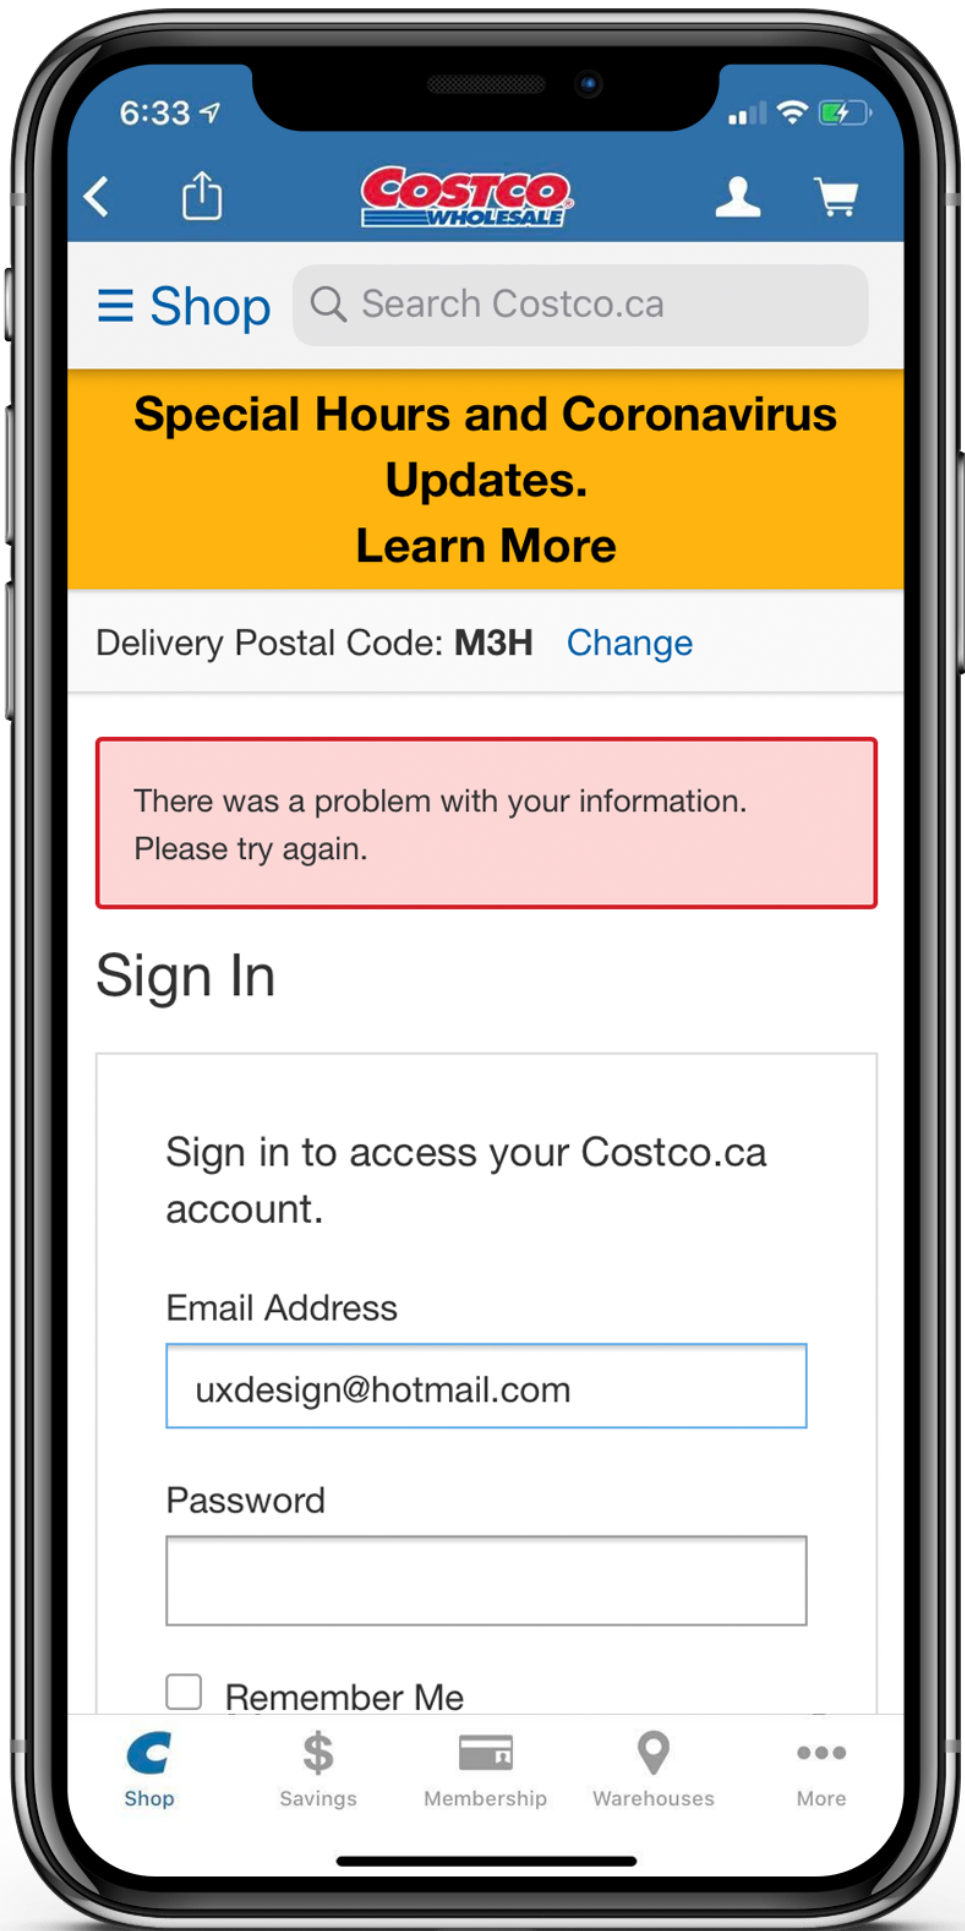 6:33
COSTCO
WHOLESALE
Shop
Search Costco.ca
Special Hours and Coronavirus
Updates.
Learn More
Delivery Postal Code: M3H Change
There was a problem with your information.
Please try again.
Sign In
Sign in to access your Costco.ca
account.
Email Address
uxdesign@hotmail.com
Password
Remember Me
Shop Savings Membership Warehouses More